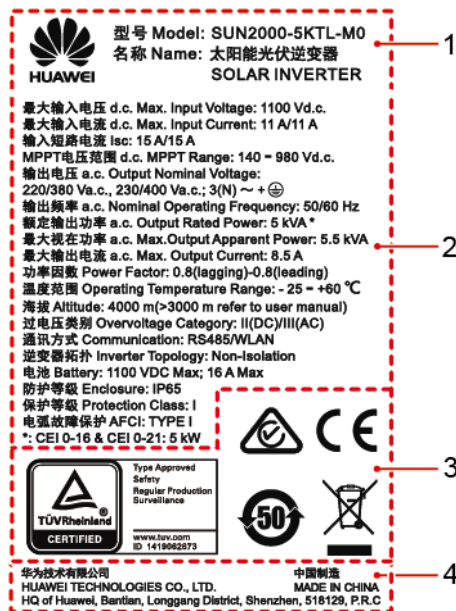 型号 Model: SUN2000-5KTL-M0
名称 Name: 太阳能光伏逆变器
SOLAR INVERTER
HUAWEI
1
最大输入电压 d.c. Max. Input Voltage: 1100 Vd.c.
最大输入电流 d.c. Max. Input Current: 11 A/11 A
输入短路电流 Isc: 15 A/15 A
MPPT电压范围 d.c. MPPT Range: 140 - 980 Vd.c.
输出电压 a.c. Output Nominal Voltage:
220/380 Va.c., 230/400 Va.c.; 3(N) ~ +
输出频率 a.c. Nominal Operating Frequency: 50/60 Hz
额定输出功率 a.c. Output Rated Power: 5 kVA *
最大视在功率 a.c. Max.Output Apparent Power: 5.5 kVA
最大输出电流 a.c. Max. Output Current: 8.5 A
功率因数 Power Factor: 0.8(lagging)-0.8(leading)
温度范围 Operating Temperature Range: - 25 - +60 ℃
海拔 Altitude: 4000 m(>3000 m refer to user manual)
过电压类别 Overvoltage Category: II(DC)/III(AC)
通讯方式 Communication: RS485/WLAN
逆变器拓扑 Inverter Topology: Non-Isolation
电池 Battery: 1100 VDC Max; 16 A Max
防护等级 Enclosure: IP65
保护等级 Protection Class: I
电弧故障保护 AFCI: TYPE I
*: CEI 0-16 & CEI 0-21: 5 kW
2
CE
TÜVRheinland
CERTIFIED
Type Approved
Safety
Regular Production
Surveillance
www.tuv.com
ID 1419062873
50
3
华为技术有限公司 中国制造
HUAWEI TECHNOLOGIES CO., LTD. MADE IN CHINA
HQ of Huawei, Bantian, Longgang District, Shenzhen, 518129, P.R.C
4